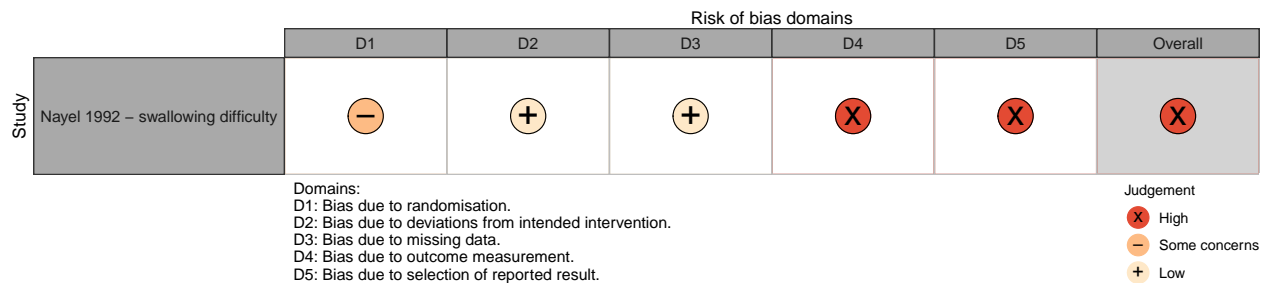 Risk of bias domains
D1 D2 D3 D4 D5 Overall
Study
Nayel 1992 – swallowing difficulty
− + + X X X
Domains:
D1: Bias due to randomisation.
D2: Bias due to deviations from intended intervention.
D3: Bias due to missing data.
D4: Bias due to outcome measurement.
D5: Bias due to selection of reported result.
Judgement
X High
− Some concerns
+ Low